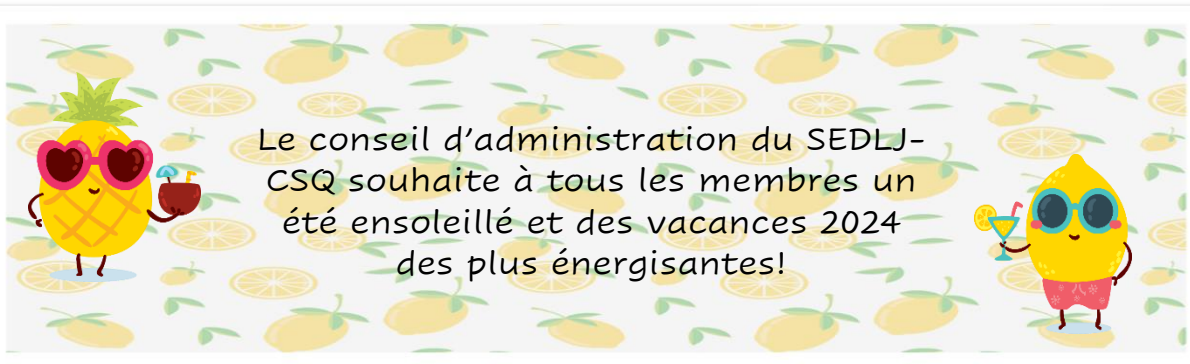 Le conseil d’administration du SEDLJ-
CSQ souhaite à tous les membres un
été ensoleillé et des vacances 2024
des plus énergisantes!